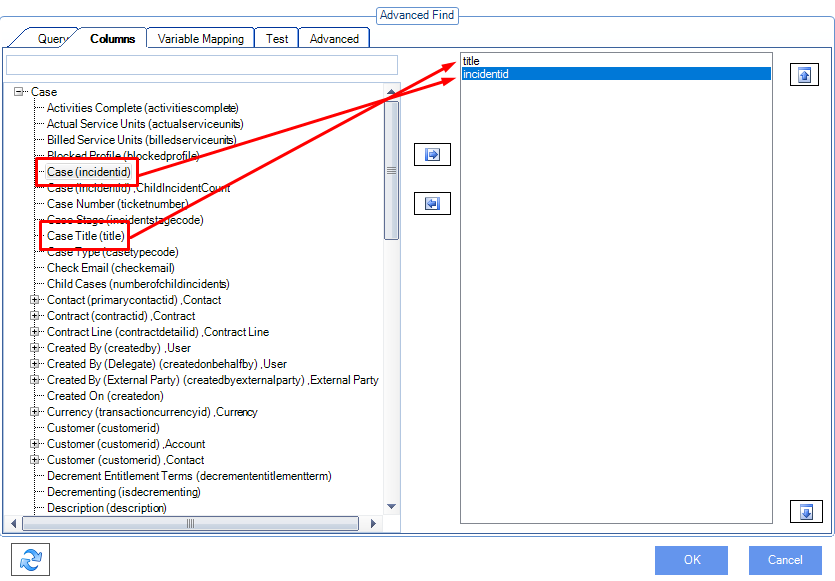 Advanced Find
Query
Columns
Variable Mapping
Test
Advanced
Case
Activities Complete (activitiescomplete)
Actual Service Units (actualserviceunits)
Billed Service Units (billedserviceunits)
Blocked Profile (blockedprofile)
Case (incidentid)
Case (incidentid) ,ChildIncidentCount
Case Number (ticketnumber)
Case Stage (incidentstagecode)
Case Title (title)
Case Type (casetypecode)
Check Email (checkemail)
Child Cases (numberofchildincidents)
Contact (primarycontactid) ,Contact
Contract (contractid) ,Contract
Contract Line (contractdetailid) ,Contract Line
Created By (createdby) ,User
Created By (Delegate) (createdonbehalfby) ,User
Created By (External Party) (createdbyexternalparty) ,External Party
Created On (createdon)
Currency (transactioncurrencyid) ,Currency
Customer (customerid)
Customer (customerid) ,Account
Customer (customerid) ,Contact
Decrement Entitlement Terms (decremententitlementterm)
Decrementing (isdecrementing)
Description (description)
title
incidentid
OK
Cancel